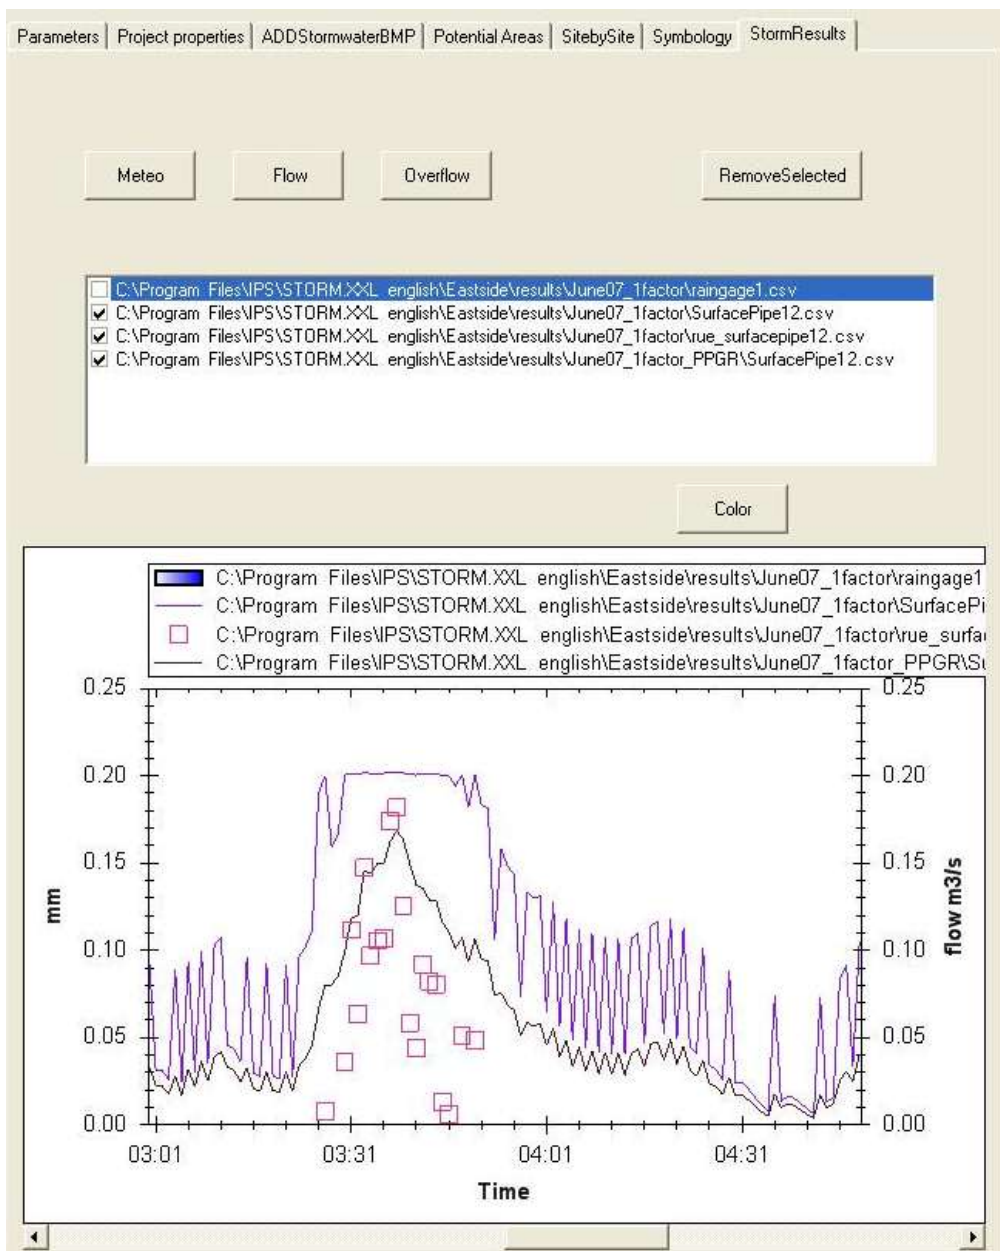 Parameters Project properties ADDStormwaterBMP Potential Areas SitebySite Symbology StormResults
Meteo Flow Overflow RemoveSelected
C:\Program Files\IPS\STORM.XXL english\Eastside\results\June07_1factor\raingage1.csv
C:\Program Files\IPS\STORM.XXL english\Eastside\results\June07_1factor\SurfacePipe12.csv
C:\Program Files\IPS\STORM.XXL english\Eastside\results\June07_1factor\rue_surfacepipe12.csv
C:\Program Files\IPS\STORM.XXL english\Eastside\results\June07_1factor_PPGR\SurfacePipe12.csv
Color
C:\Program Files\IPS\STORM.XXL english\Eastside\results\June07_1factor\raingage1
C:\Program Files\IPS\STORM.XXL english\Eastside\results\June07_1factor\SurfacePi
C:\Program Files\IPS\STORM.XXL english\Eastside\results\June07_1factor\rue_surfa
C:\Program Files\IPS\STORM.XXL english\Eastside\results\June07_1factor_PPGR\Su
0.25 0.25
0.20 0.20
0.15 0.15
mm flow m3/s
0.10 0.10
0.05 0.05
0.00 0.00
03:01 03:31 04:01 04:31
Time